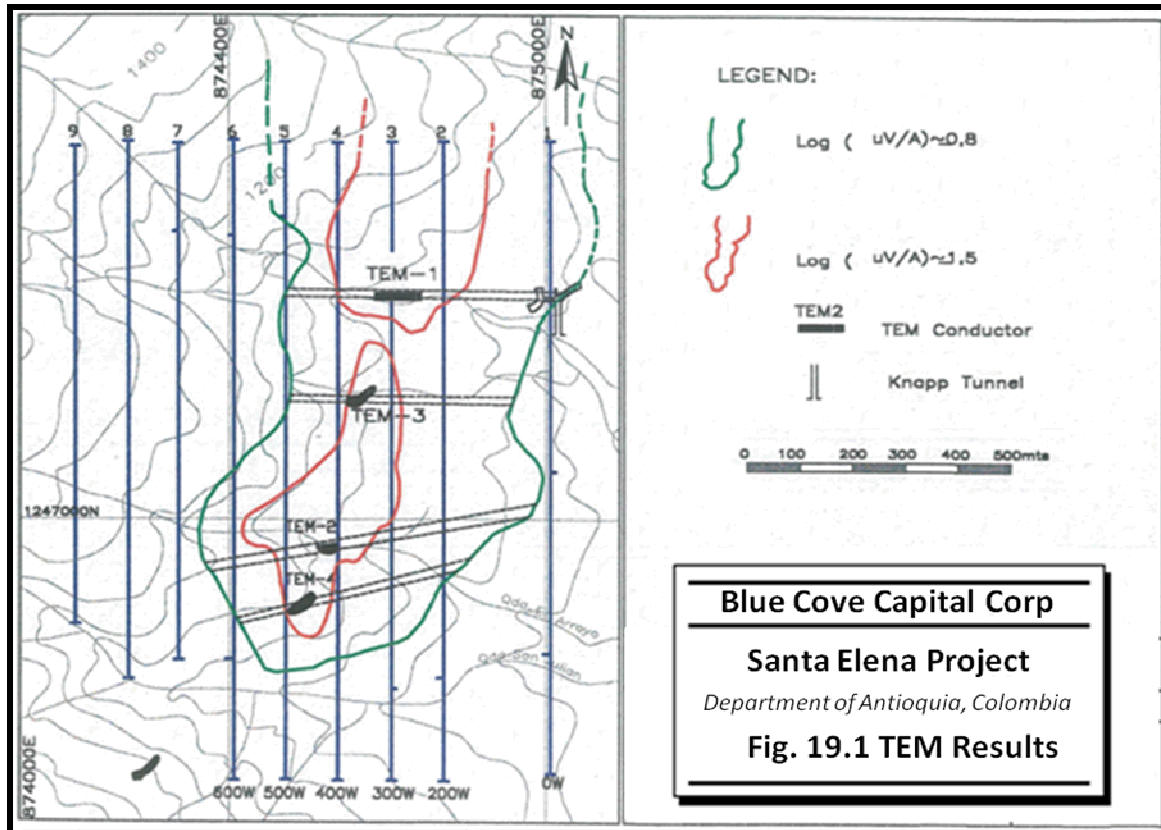 1400
874400E
875000E
N
9 8 7 6 5 4 3 2 1
TEM-1
TEM-3
1247000N
TEM-2
TEM-4
Qda. San Julian
874000E
600W 500W 400W 300W 200W 0W
LEGEND:
Log ( uV/A)~0.8
Log ( uV/A)~1.5
TEM2
TEM Conductor
Knapp Tunnel
0 100 200 300 400 500mts
Blue Cove Capital Corp
Santa Elena Project
Department of Antioquia, Colombia
Fig. 19.1 TEM Results